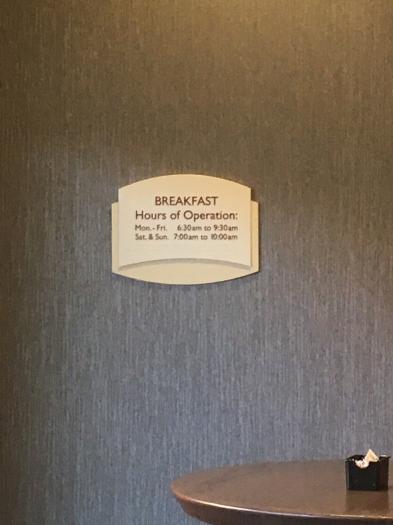 BREAKFAST
Hours of Operation:
Mon.-Fri. 6:30am to 9:30am
Sat. & Sun. 7:00am to 10:00am